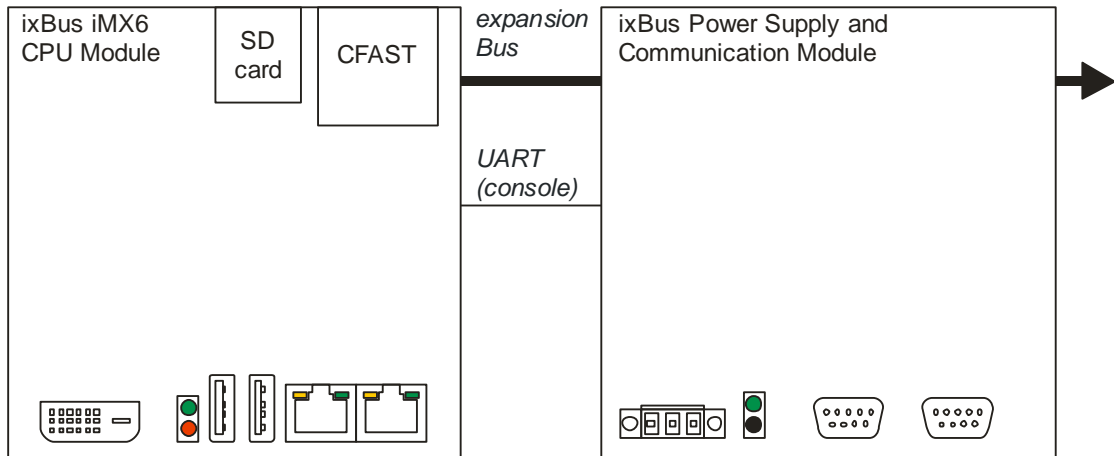 ixBus iMX6
CPU Module
SD
card
CFAST
expansion
Bus
UART
(console)
ixBus Power Supply and
Communication Module